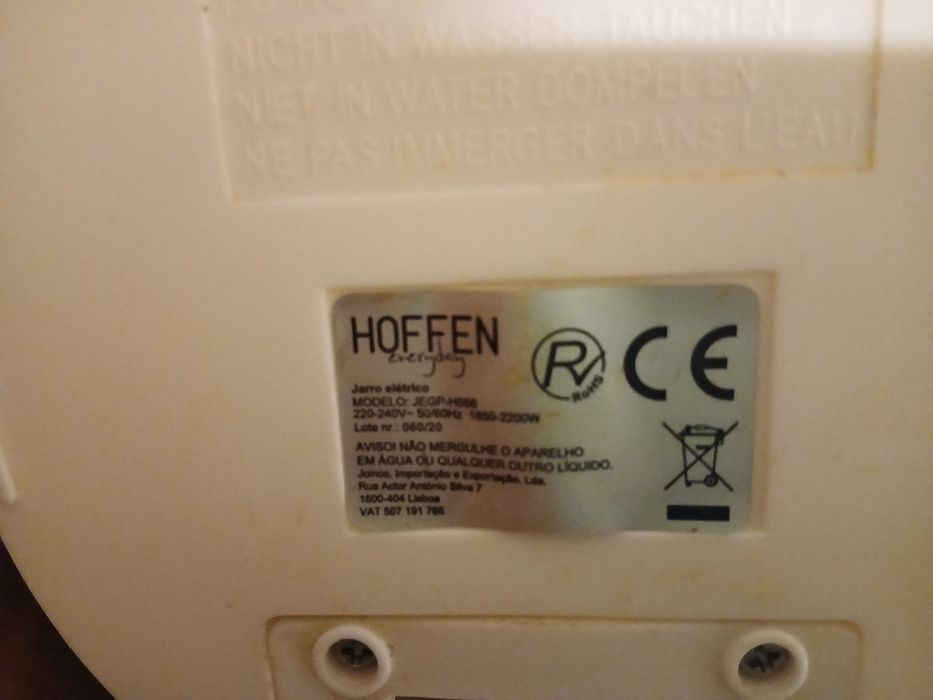 NICHT IN WASSER TAUCHEN
NIET IN WATER DOMPELEN
NE PAS IMMERGER DANS L'EAU
HOFFEN
everyday
R
RoHS
CE
Jarro elétrico
MODELO: JEGP-H056
220-240V~ 50/60Hz 1850-2200W
Lote nr.: 060/20
AVISO! NÃO MERGULHE O APARELHO
EM ÁGUA OU QUALQUER OUTRO LÍQUIDO.
Joinco, Importação e Exportação, Lda.
Rua Actor António Silva 7
1600-404 Lisboa
VAT 507 191 765